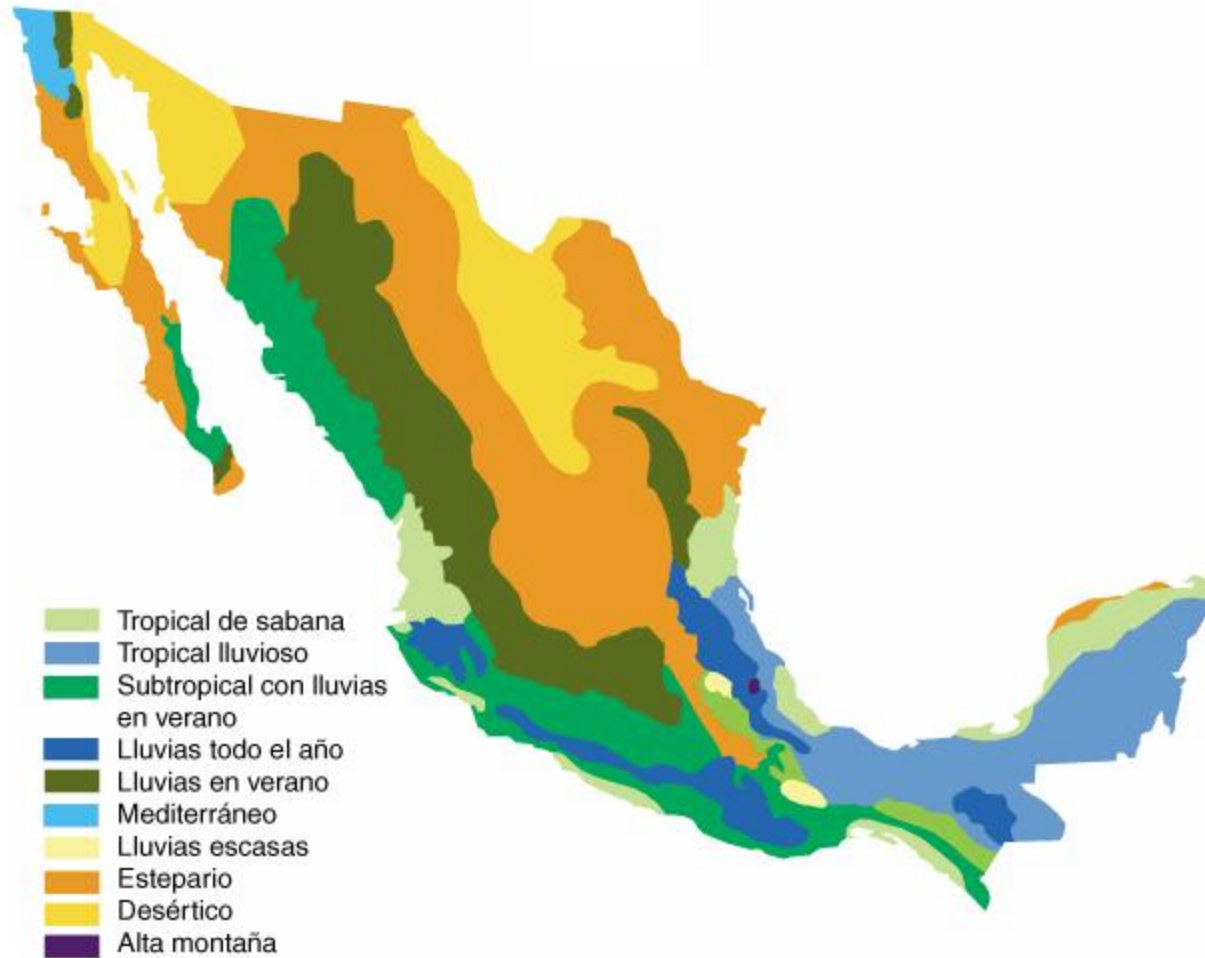 Tropical de sabana
Tropical lluvioso
Subtropical con lluvias
en verano
Lluvias todo el año
Lluvias en verano
Mediterráneo
Lluvias escasas
Estepario
Desértico
Alta montaña